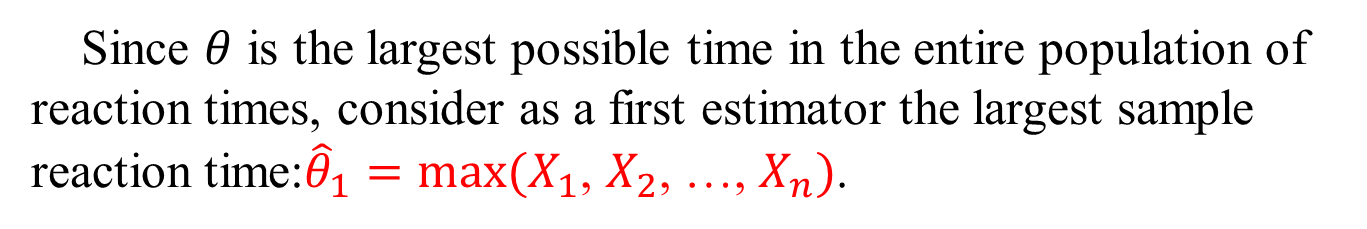 Since θ is the largest possible time in the entire population of
reaction times, consider as a first estimator the largest sample
reaction time:θ̂₁ = max(X₁, X₂, …, Xₙ).